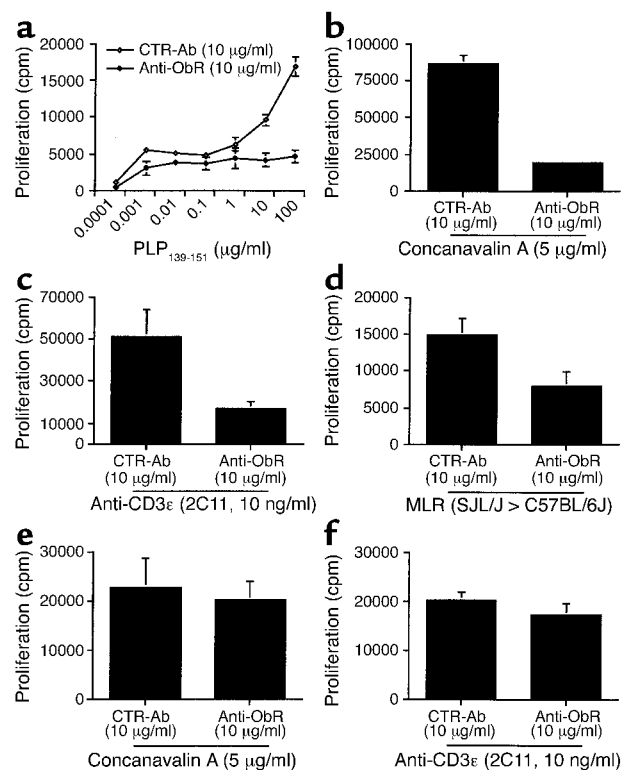 a
Proliferation (cpm)
20000
15000
10000
5000
0
CTR-Ab (10 µg/ml)
Anti-ObR (10 µg/ml)
0.0001
0.001
0.01
0.1
1
10
100
PLP139-151 (µg/ml)
b
Proliferation (cpm)
100000
75000
50000
25000
0
CTR-Ab Anti-ObR
(10 µg/ml) (10 µg/ml)
Concanavalin A (5 µg/ml)
c
Proliferation (cpm)
70000
50000
30000
10000
0
CTR-Ab Anti-ObR
(10 µg/ml) (10 µg/ml)
Anti-CD3ε (2C11, 10 ng/ml)
d
Proliferation (cpm)
20000
15000
10000
5000
0
CTR-Ab Anti-ObR
(10 µg/ml) (10 µg/ml)
MLR (SJL/J > C57BL/6J)
e
Proliferation (cpm)
30000
20000
10000
0
CTR-Ab Anti-ObR
(10 µg/ml) (10 µg/ml)
Concanavalin A (5 µg/ml)
f
Proliferation (cpm)
30000
20000
10000
0
CTR-Ab Anti-ObR
(10 µg/ml) (10 µg/ml)
Anti-CD3ε (2C11, 10 ng/ml)